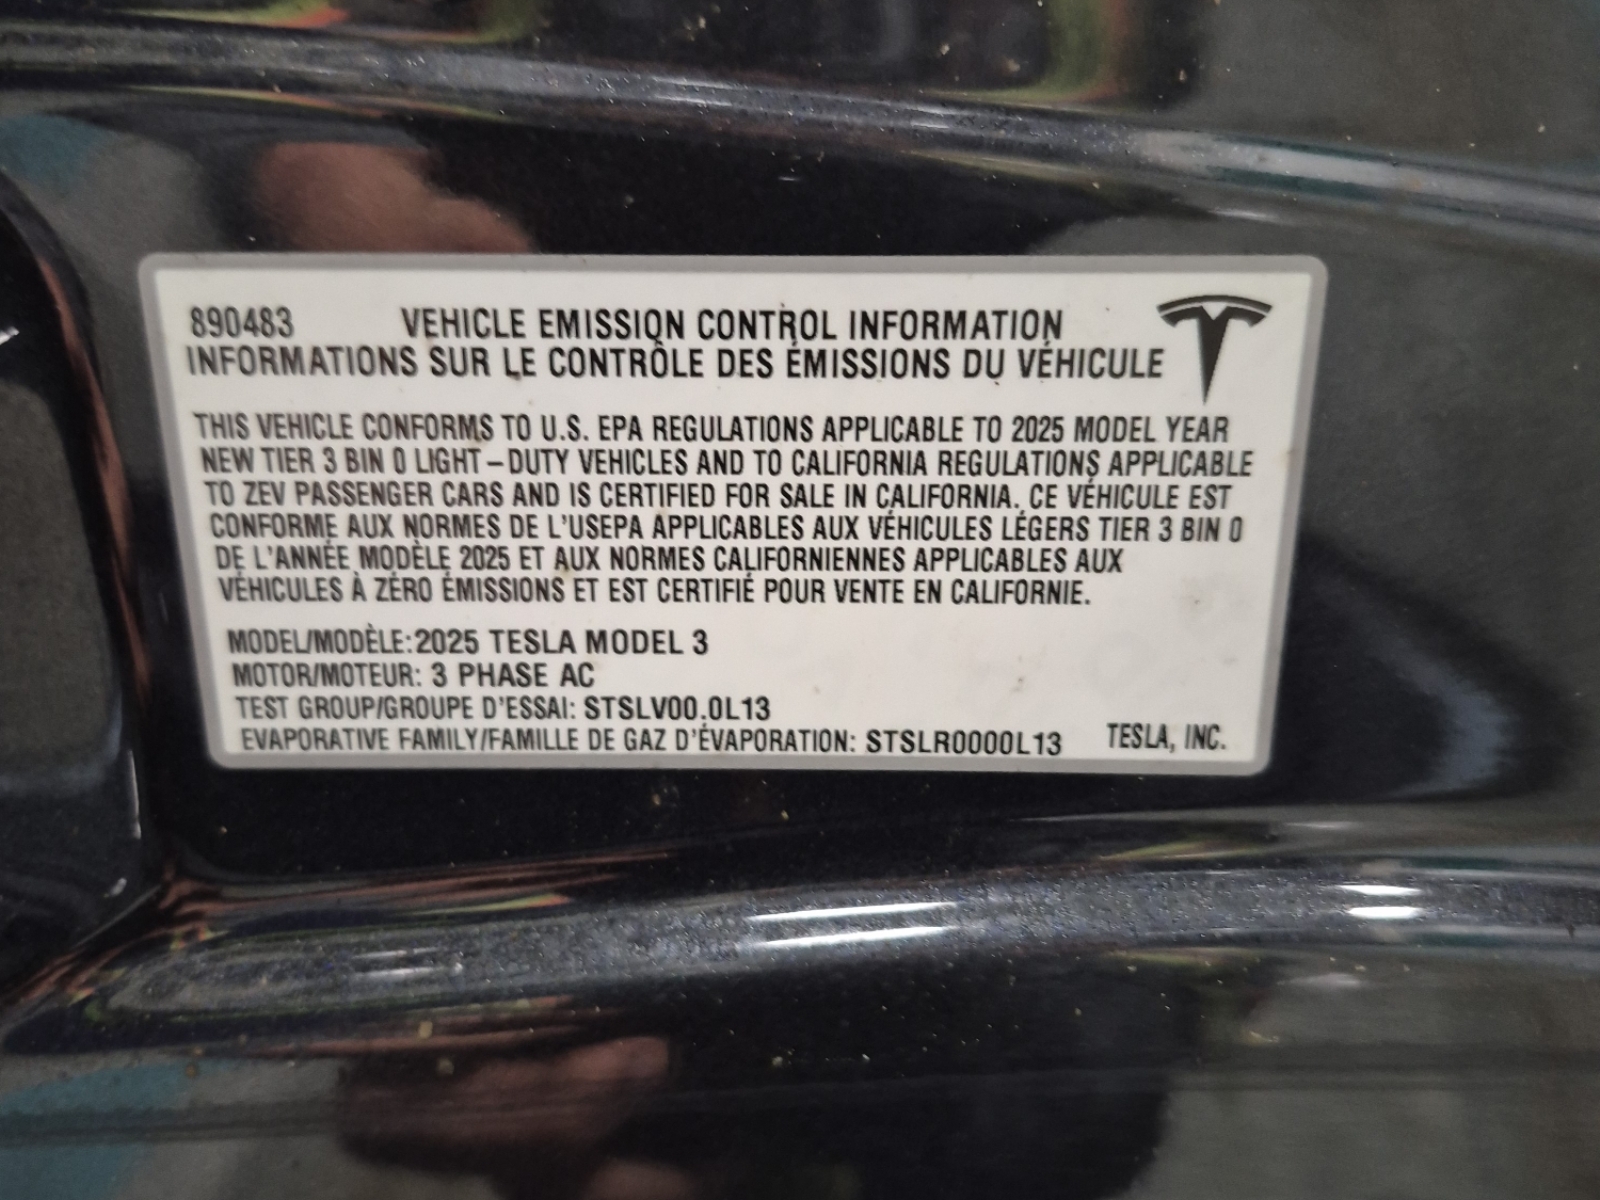 890483 VEHICLE EMISSION CONTROL INFORMATION
INFORMATIONS SUR LE CONTRÔLE DES ÉMISSIONS DU VÉHICULE
THIS VEHICLE CONFORMS TO U.S. EPA REGULATIONS APPLICABLE TO 2025 MODEL YEAR
NEW TIER 3 BIN 0 LIGHT–DUTY VEHICLES AND TO CALIFORNIA REGULATIONS APPLICABLE
TO ZEV PASSENGER CARS AND IS CERTIFIED FOR SALE IN CALIFORNIA. CE VÉHICULE EST
CONFORME AUX NORMES DE L'USEPA APPLICABLES AUX VÉHICULES LÉGERS TIER 3 BIN 0
DE L'ANNÉE MODÈLE 2025 ET AUX NORMES CALIFORNIENNES APPLICABLES AUX
VÉHICULES À ZÉRO ÉMISSIONS ET EST CERTIFIÉ POUR VENTE EN CALIFORNIE.
MODEL/MODÈLE:2025 TESLA MODEL 3
MOTOR/MOTEUR: 3 PHASE AC
TEST GROUP/GROUPE D'ESSAI: STSLV00.0L13
EVAPORATIVE FAMILY/FAMILLE DE GAZ D'ÉVAPORATION: STSLR0000L13 TESLA, INC.